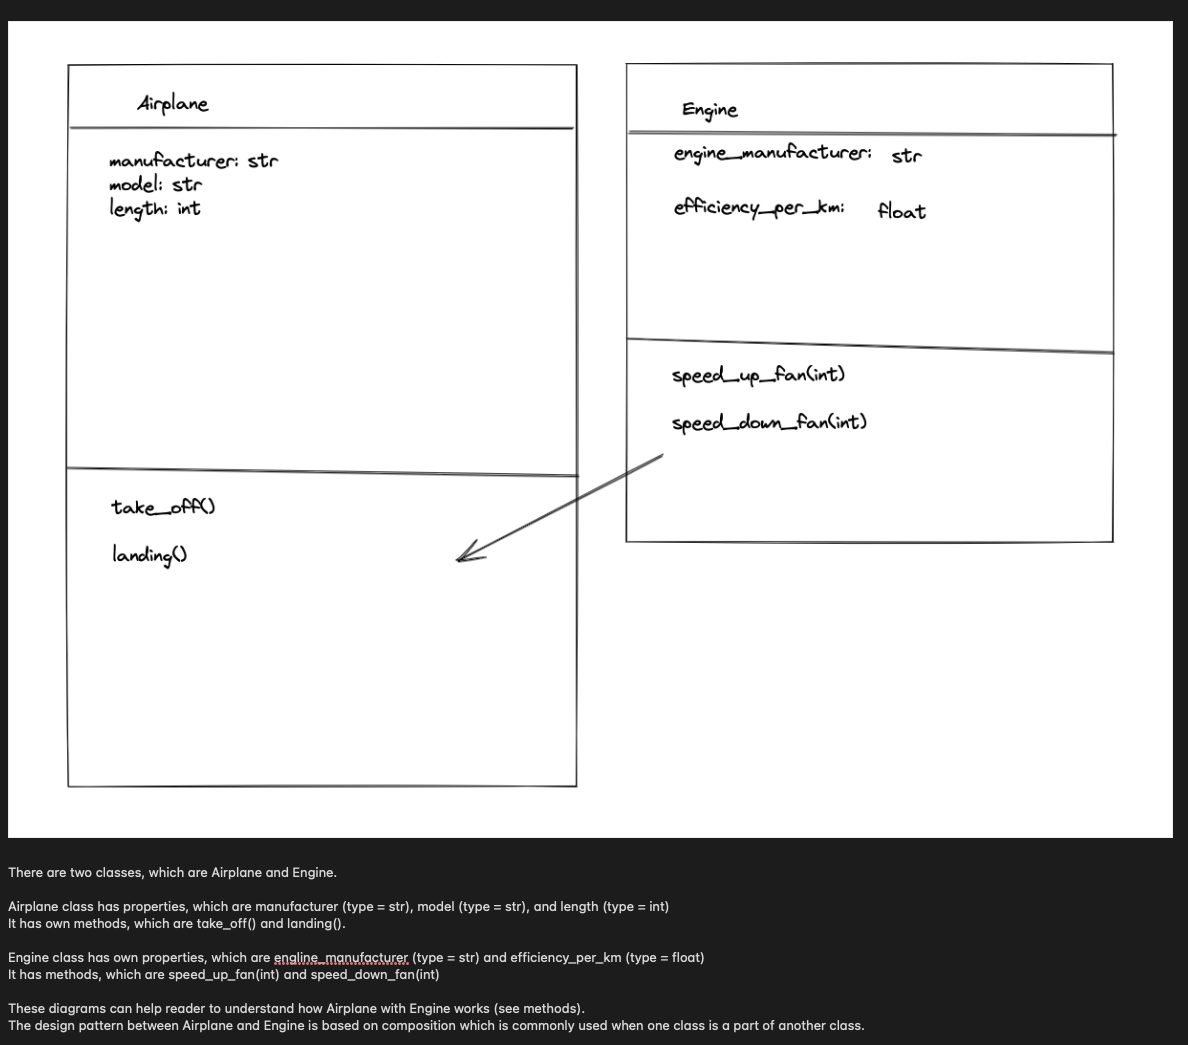 Airplane
manufacturer: str
model: str
length: int
take_off()
landing()
Engine
engine_manufacturer: str
efficiency_per_km: float
speed_up_fan(int)
speed_down_fan(int)
There are two classes, which are Airplane and Engine.
Airplane class has properties, which are manufacturer (type = str), model (type = str), and length (type = int)
It has own methods, which are take_off() and landing().
Engine class has own properties, which are engline_manufacturer (type = str) and efficiency_per_km (type = float)
It has methods, which are speed_up_fan(int) and speed_down_fan(int)
These diagrams can help reader to understand how Airplane with Engine works (see methods).
The design pattern between Airplane and Engine is based on composition which is commonly used when one class is a part of another class.